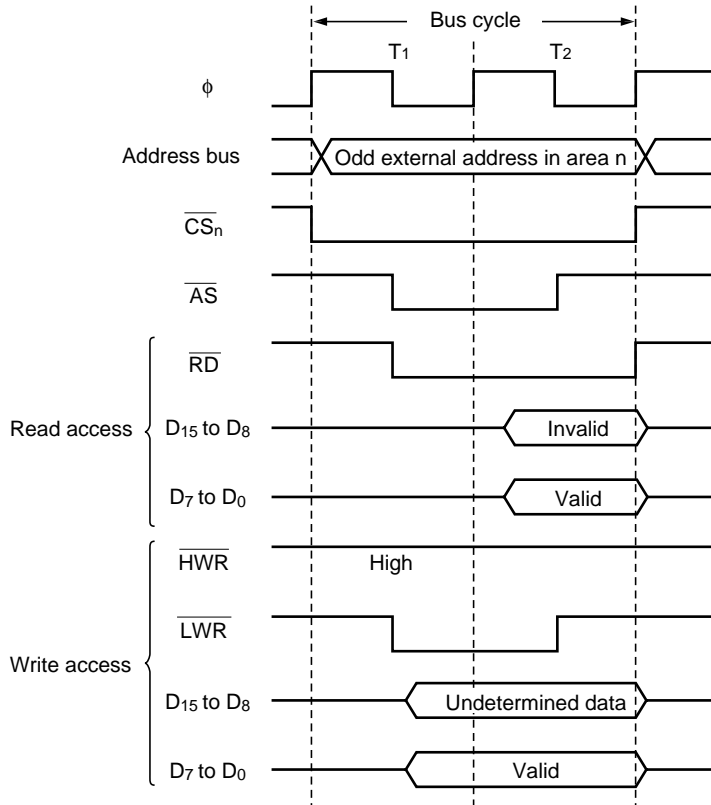 Bus cycle
T1 T2
φ
Address bus Odd external address in area n
CSn
AS
RD
Read access D15 to D8 Invalid
D7 to D0 Valid
HWR High
LWR
Write access
D15 to D8 Undetermined data
D7 to D0 Valid